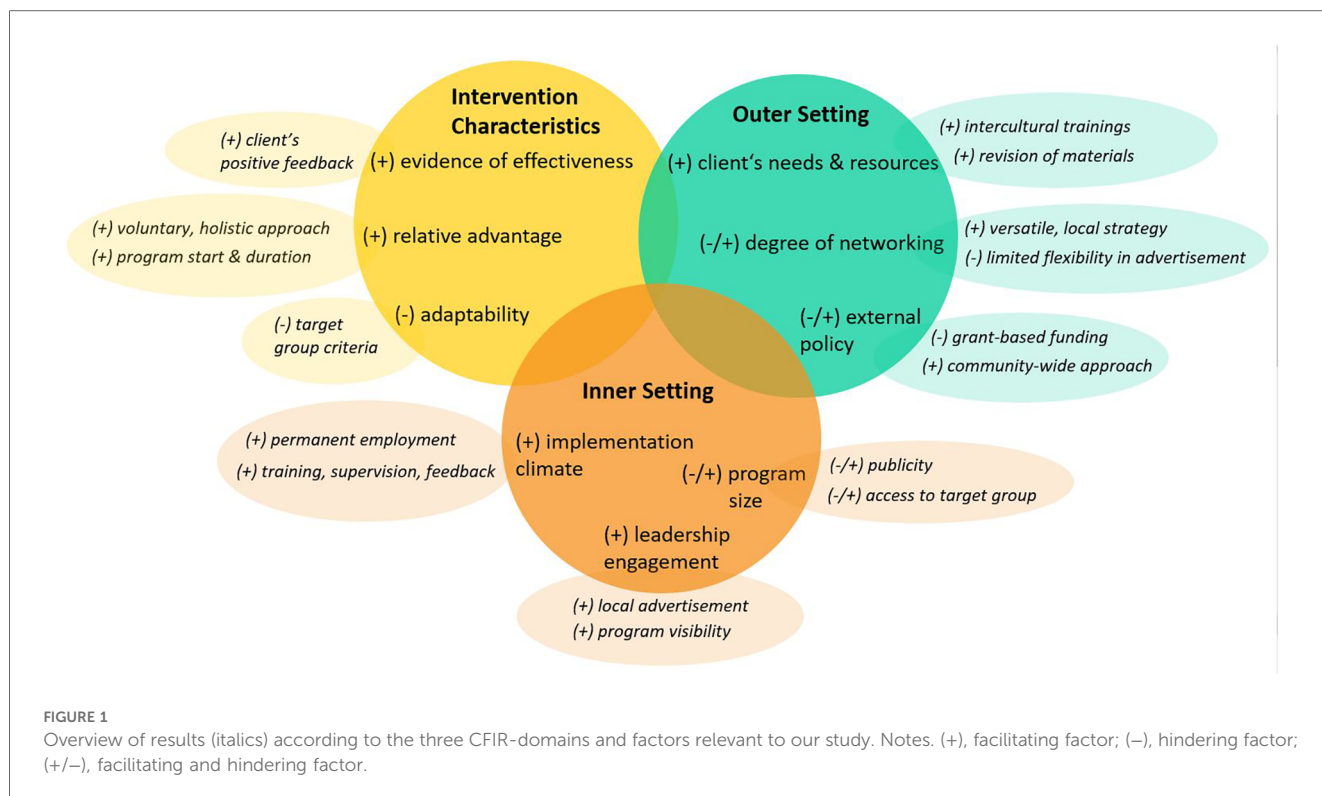 Intervention
Characteristics
(+) client's
positive feedback
(+) evidence of effectiveness
(+) voluntary, holistic approach
(+) program start & duration
(+) relative advantage
(-) target
group criteria
(-) adaptability
Outer Setting
(+) client‘s needs & resources
(+) intercultural trainings
(+) revision of materials
(-/+) degree of networking
(+) versatile, local strategy
(-) limited flexibility in advertisement
(-/+) external
policy
(-) grant-based funding
(+) community-wide approach
Inner Setting
(+) permanent employment
(+) training, supervision, feedback
(+) implementation
climate
(-/+) program
size
(-/+) publicity
(-/+) access to target group
(+) leadership
engagement
(+) local advertisement
(+) program visibility
FIGURE 1
Overview of results (italics) according to the three CFIR-domains and factors relevant to our study. Notes. (+), facilitating factor; (−), hindering factor;
(+/−), facilitating and hindering factor.